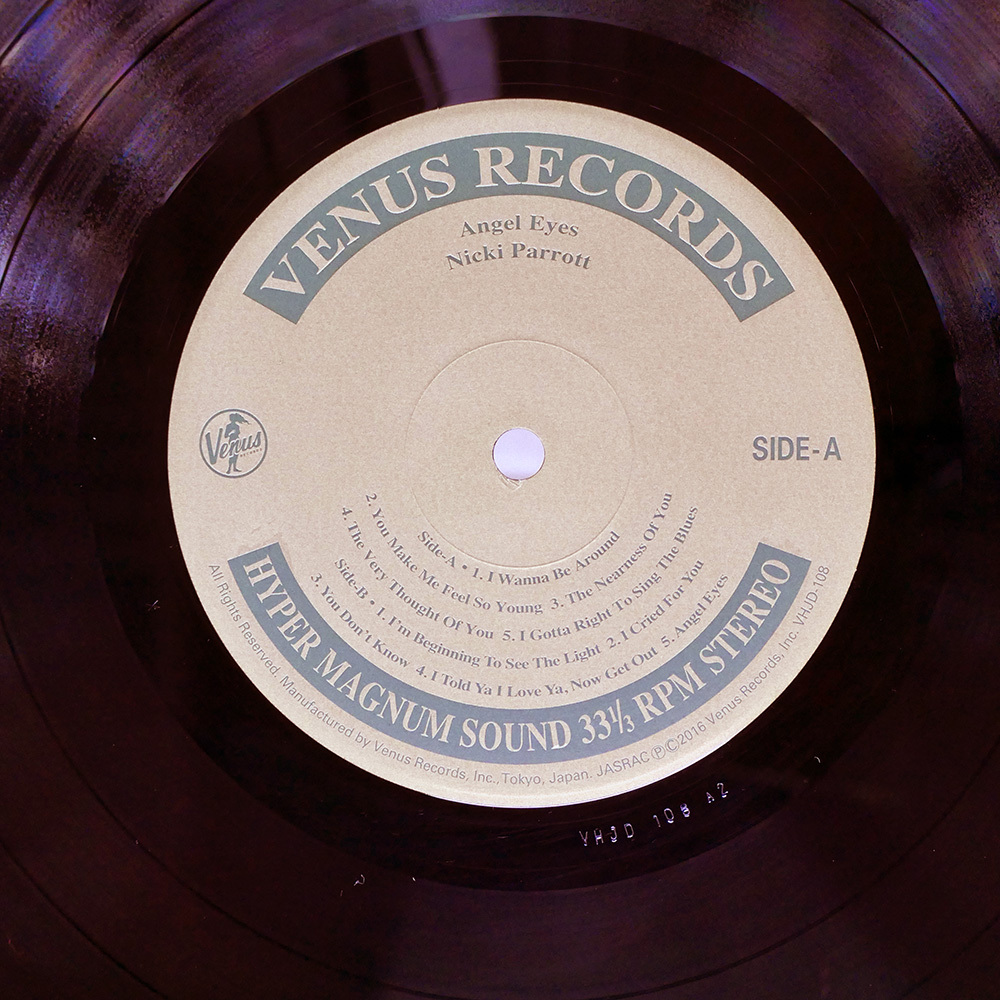 VENUS RECORDS
Angel Eyes
Nicki Parrott
Venus
RECORDS
SIDE-A
Side-A • 1. I Wanna Be Around
2. You Make Me Feel So Young 3. The Nearness Of You
4. The Very Thought Of You 5. I Gotta Right To Sing The Blues
Side-B • 1. I'm Beginning To See The Light 2. I Cried For You
3. You Don't Know 4. I Told Ya I Love Ya, Now Get Out 5. Angel Eyes
HYPER MAGNUM SOUND 33⅓ RPM STEREO
All Rights Reserved. Manufactured by Venus Records, Inc., Tokyo, Japan. JASRAC Ⓟ©2016 Venus Records, Inc. VHJD-108
VHJD 108 A2